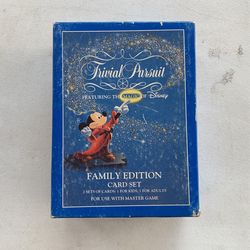 Trivial Pursuit
FEATURING THE MAGIC OF Disney
FAMILY EDITION
CARD SET
2 SETS OF CARDS: 1 FOR KIDS, 1 FOR ADULTS
FOR USE WITH MASTER GAME